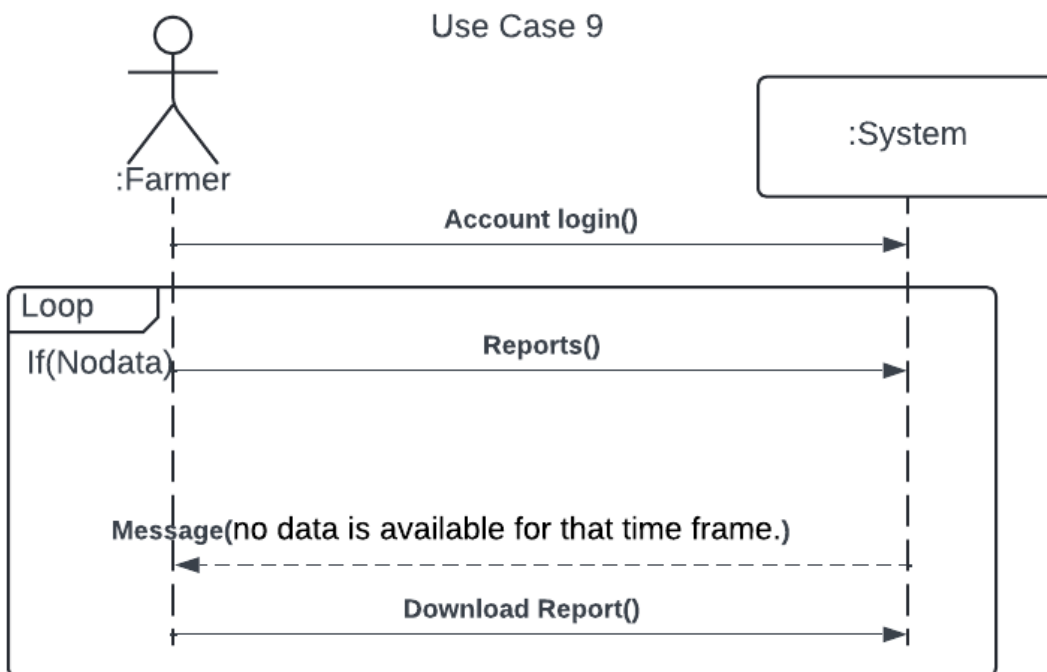 Use Case 9
:System
:Farmer
Account login()
Loop
Reports()
If(Nodata)
Message(no data is available for that time frame.)
Download Report()